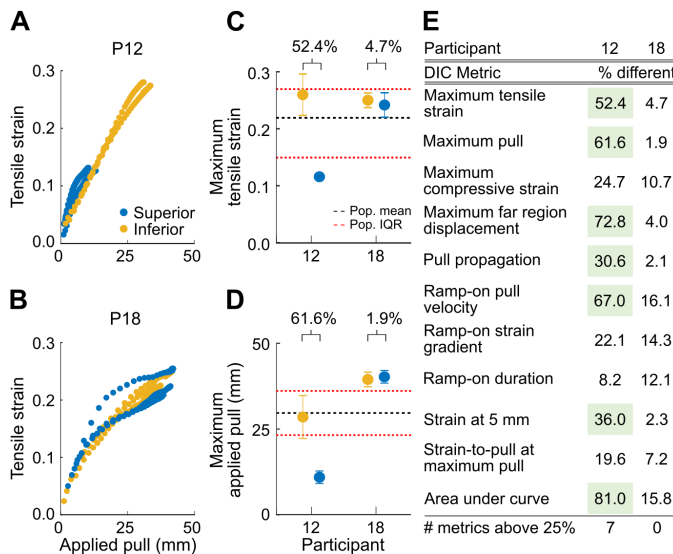 A
P12
Tensile strain
0.3
0.2
0.1
0.0
0
25
50
Superior
Inferior
B
P18
Tensile strain
0.3
0.2
0.1
0.0
0
25
50
Applied pull (mm)
C
52.4%
4.7%
Maximum
tensile strain
0.3
0.2
0.1
0.0
Pop. mean
Pop. IQR
12
18
D
61.6%
1.9%
Maximum
applied pull (mm)
50
25
0
12
18
Participant
E
Participant 12 18
DIC Metric % different
Maximum tensile
strain 52.4 4.7
Maximum pull 61.6 1.9
Maximum
compressive strain 24.7 10.7
Maximum far region
displacement 72.8 4.0
Pull propagation 30.6 2.1
Ramp-on pull
velocity 67.0 16.1
Ramp-on strain
gradient 22.1 14.3
Ramp-on duration 8.2 12.1
Strain at 5 mm 36.0 2.3
Strain-to-pull at
maximum pull 19.6 7.2
Area under curve 81.0 15.8
# metrics above 25% 7 0